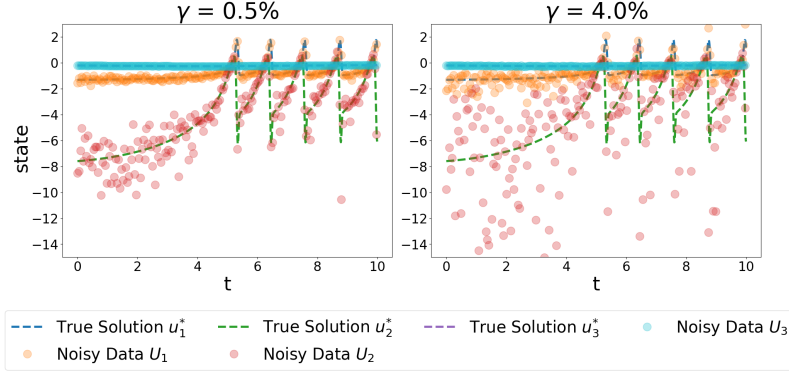 γ = 0.5%
γ = 4.0%
state
2
0
−2
−4
−6
−8
−10
−12
−14
0 2 4 6 8 10
t
2
0
−2
−4
−6
−8
−10
−12
−14
0 2 4 6 8 10
t
True Solution u₁* True Solution u₂* True Solution u₃* Noisy Data U₃
Noisy Data U₁ Noisy Data U₂